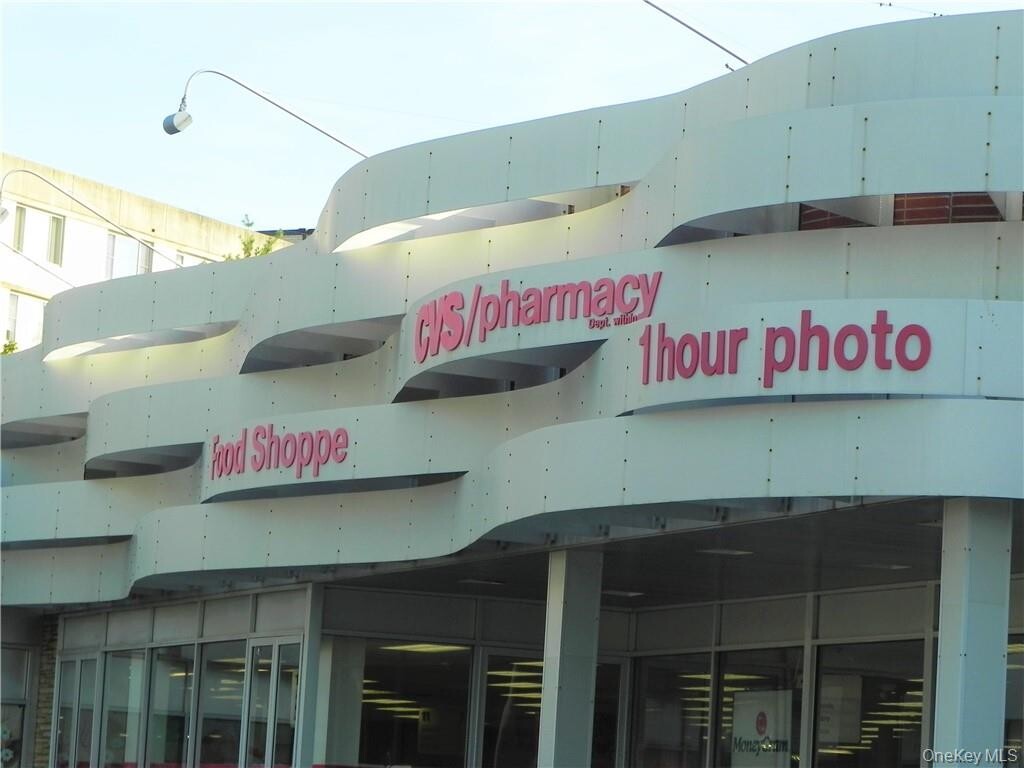 CVS/pharmacy
Dept. within
1 hour photo
Food Shoppe
MoneyGram
OneKey MLS